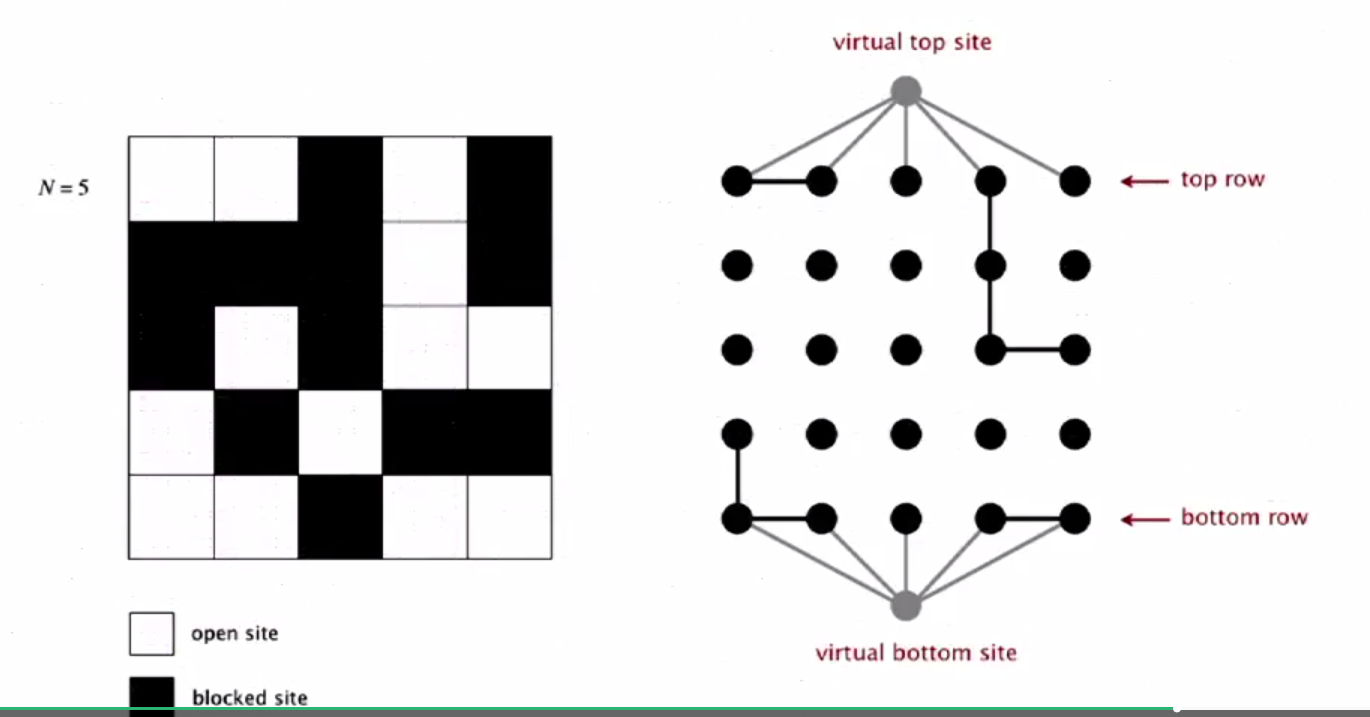 virtual top site
N = 5
top row
bottom row
open site
virtual bottom site
blocked site